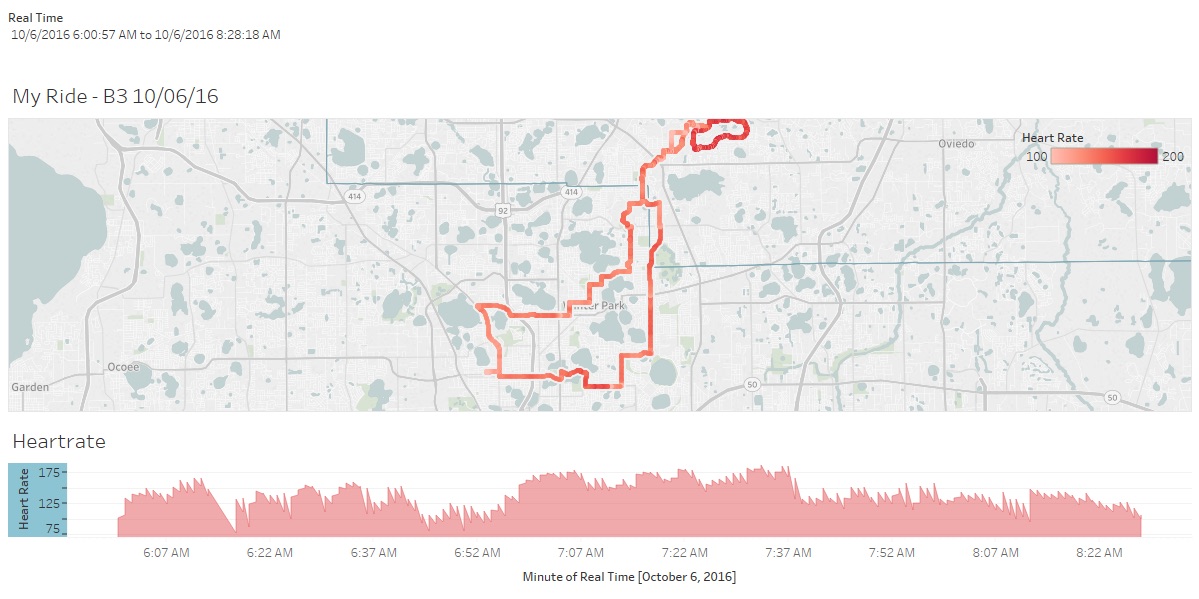 Real Time
10/6/2016 6:00:57 AM to 10/6/2016 8:28:18 AM
My Ride - B3 10/06/16
Oviedo
Heart Rate
100
200
414
414
92
Winter Park
Ocoee
Garden
50
50
Heartrate
Heart Rate
175
125
75
6:07 AM
6:22 AM
6:37 AM
6:52 AM
7:07 AM
7:22 AM
7:37 AM
7:52 AM
8:07 AM
8:22 AM
Minute of Real Time [October 6, 2016]